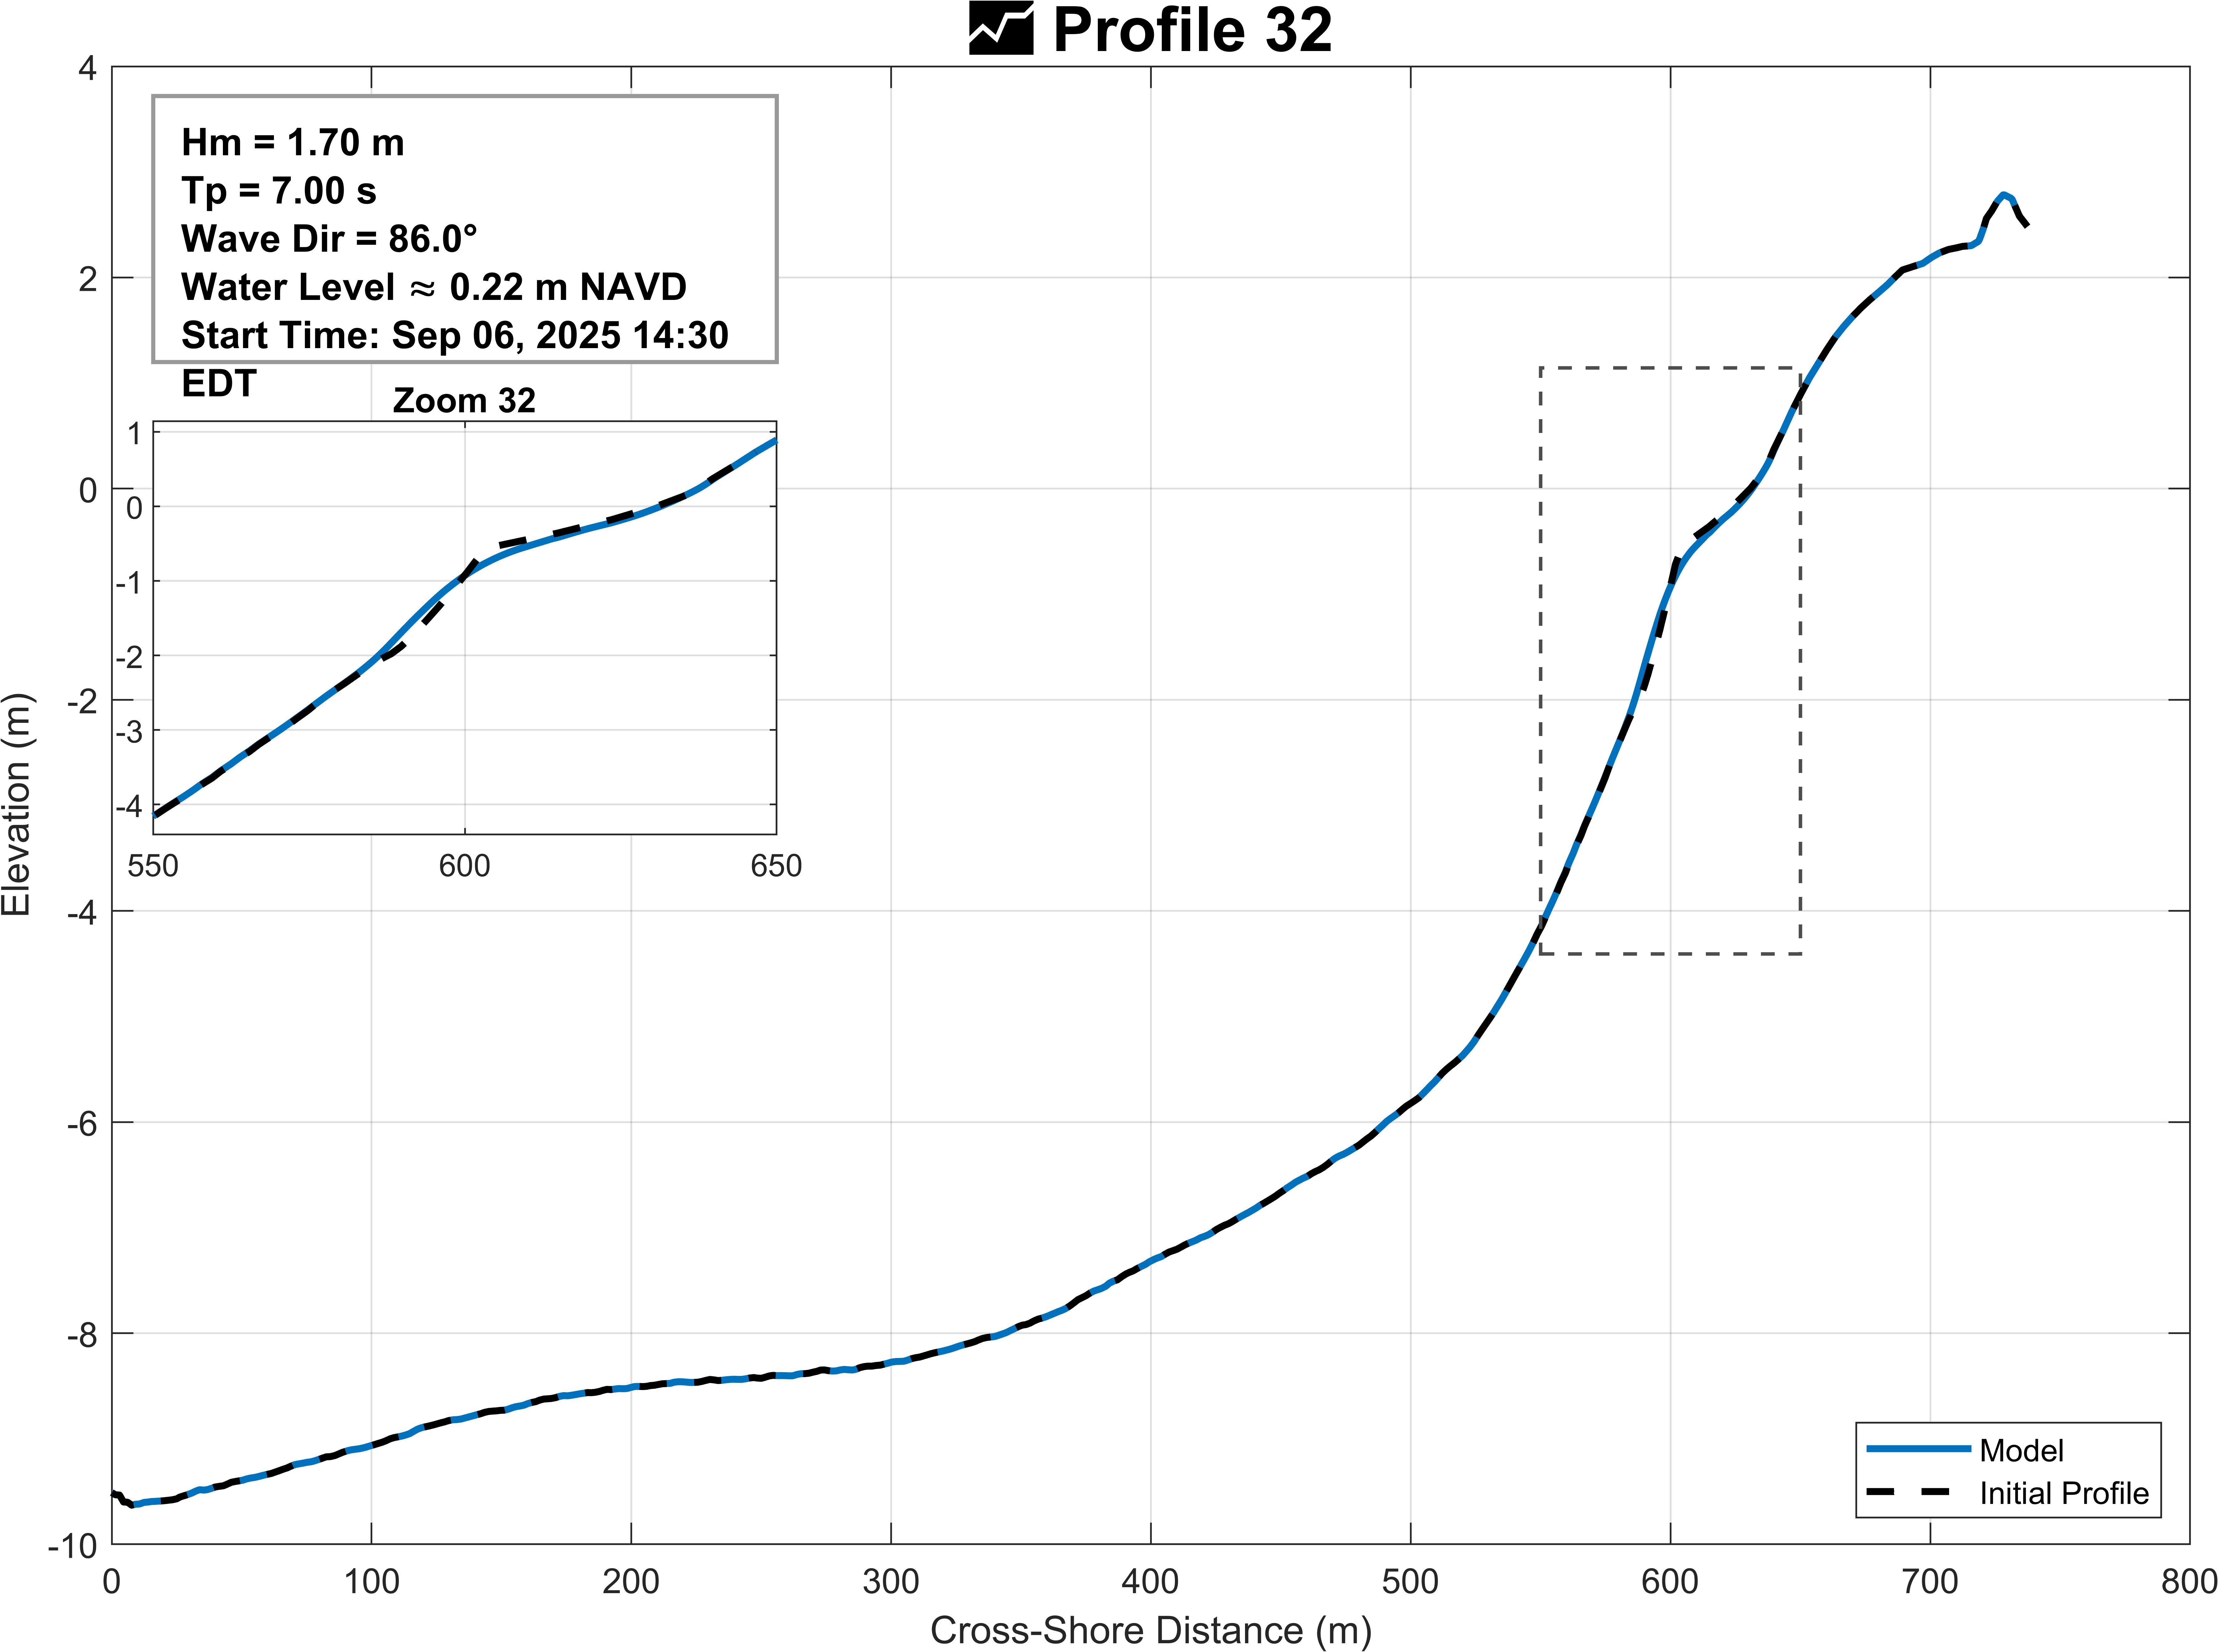 Profile 32
4
2
0
-2
-4
-6
-8
-10
Elevation (m)
Hm = 1.70 m
Tp = 7.00 s
Wave Dir = 86.0°
Water Level ≈ 0.22 m NAVD
Start Time: Sep 06, 2025 14:30
EDT
Zoom 32
1
0
-1
-2
-3
-4
550 600 650
Model
Initial Profile
0 100 200 300 400 500 600 700 800
Cross-Shore Distance (m)